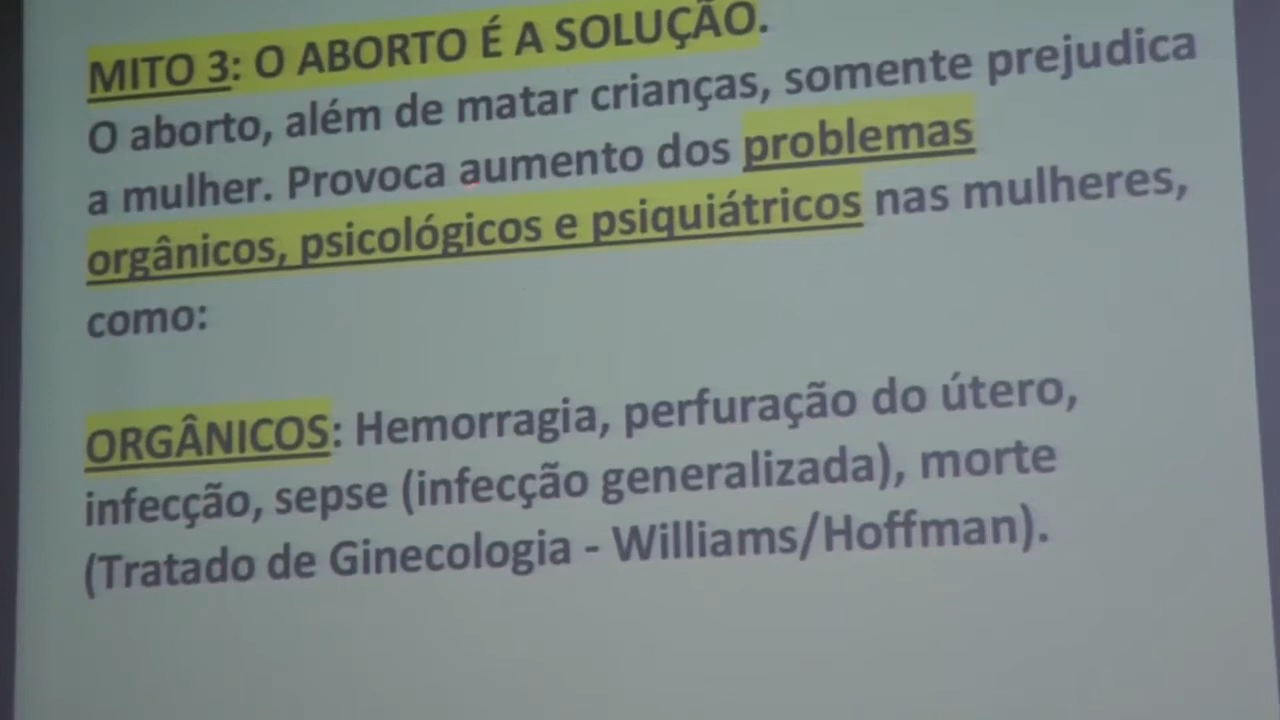 MITO 3: O ABORTO É A SOLUÇÃO.
O aborto, além de matar crianças, somente prejudica
a mulher. Provoca aumento dos problemas
orgânicos, psicológicos e psiquiátricos nas mulheres,
como:
ORGÂNICOS: Hemorragia, perfuração do útero,
infecção, sepse (infecção generalizada), morte
(Tratado de Ginecologia - Williams/Hoffman).